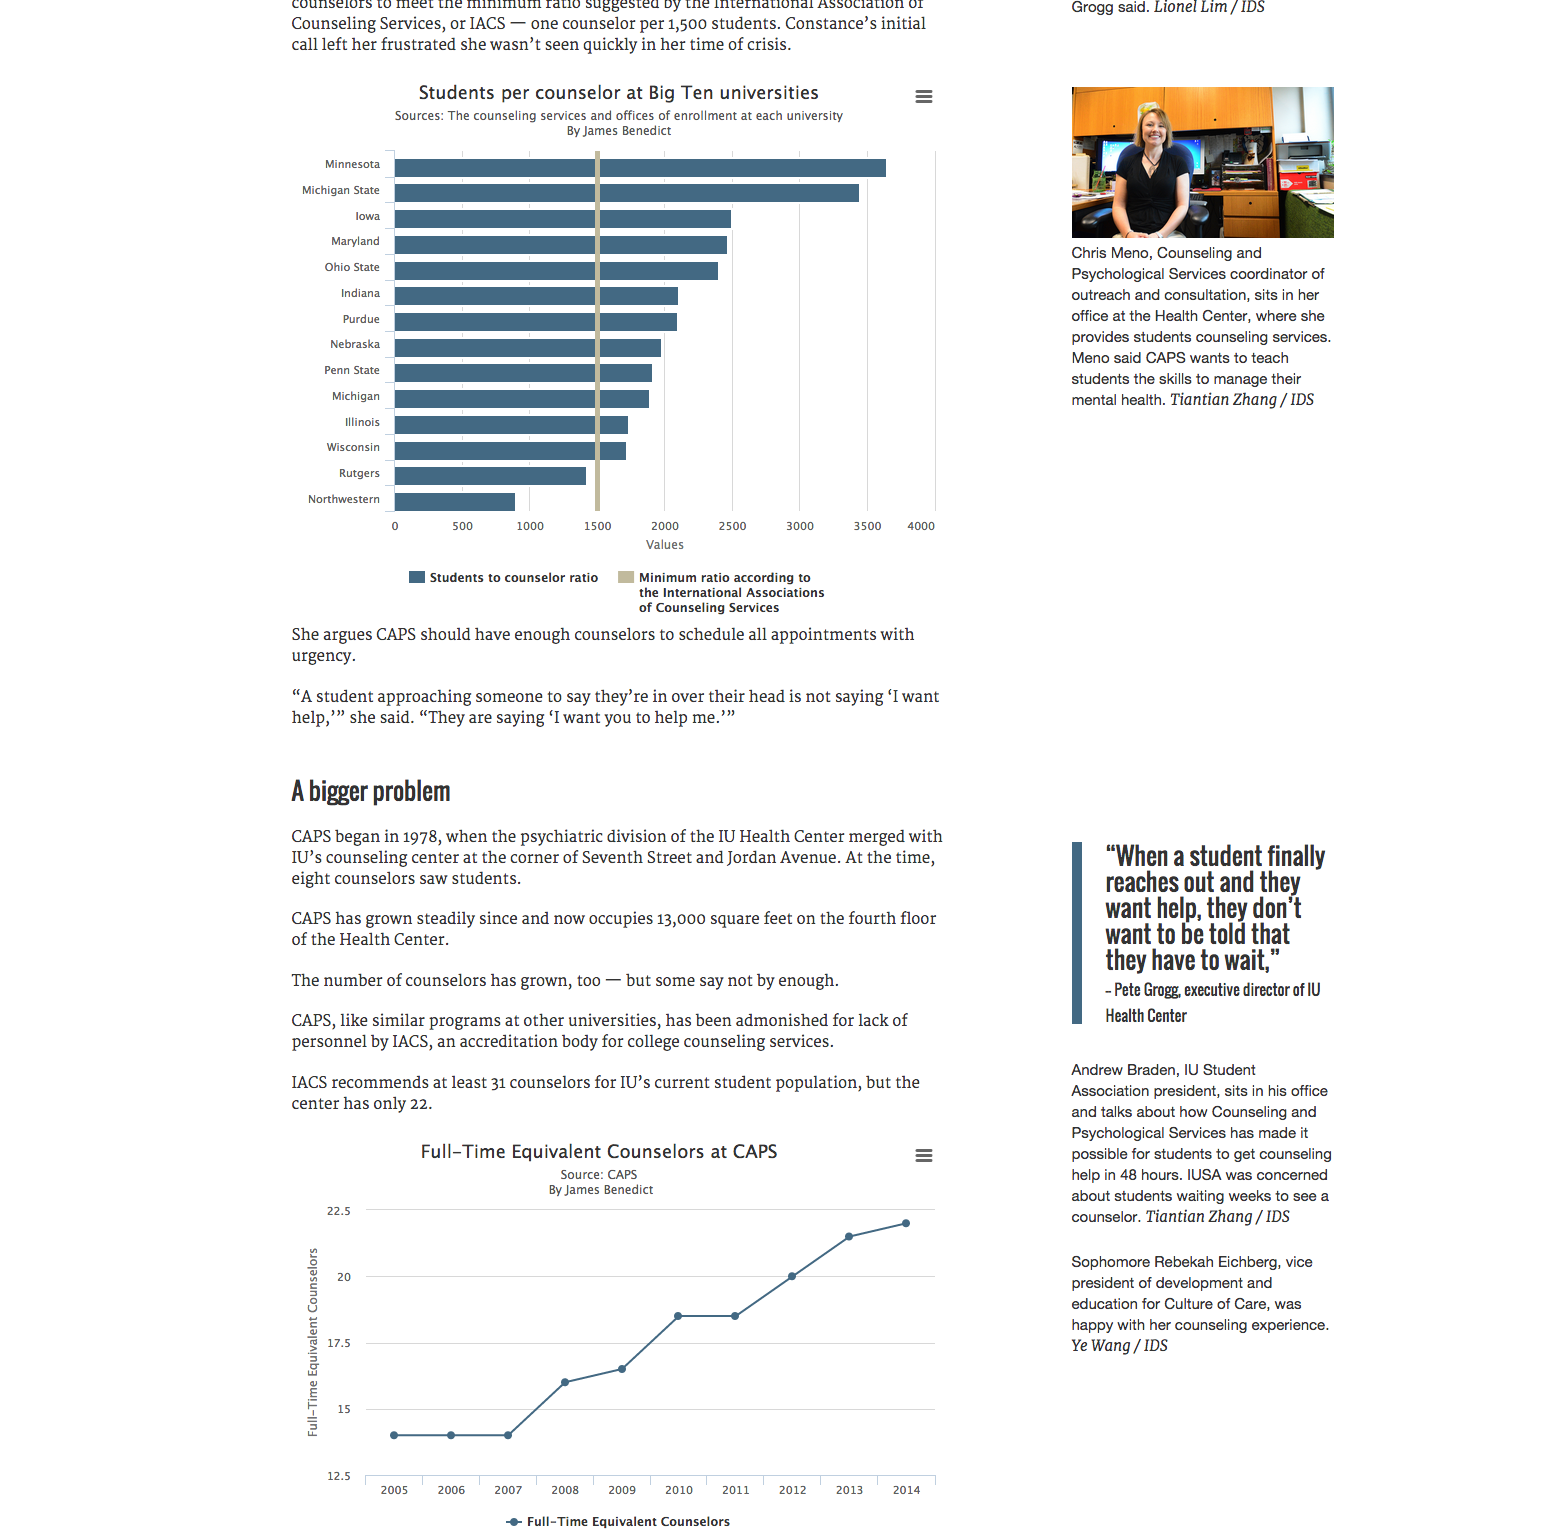 counselors to meet the minimum ratio suggested by the International Association of
Counseling Services, or IACS — one counselor per 1,500 students. Constance’s initial
call left her frustrated she wasn’t seen quickly in her time of crisis.
Students per counselor at Big Ten universities
Sources: The counseling services and offices of enrollment at each university
By James Benedict
Minnesota
Michigan State
Iowa
Maryland
Ohio State
Indiana
Purdue
Nebraska
Penn State
Michigan
Illinois
Wisconsin
Rutgers
Northwestern
0 500 1000 1500 2000 2500 3000 3500 4000
Values
Students to counselor ratio
Minimum ratio according to
the International Associations
of Counseling Services
She argues CAPS should have enough counselors to schedule all appointments with
urgency.
“A student approaching someone to say they’re in over their head is not saying ‘I want
help,’” she said. “They are saying ‘I want you to help me.’”
A bigger problem
CAPS began in 1978, when the psychiatric division of the IU Health Center merged with
IU’s counseling center at the corner of Seventh Street and Jordan Avenue. At the time,
eight counselors saw students.
CAPS has grown steadily since and now occupies 13,000 square feet on the fourth floor
of the Health Center.
The number of counselors has grown, too — but some say not by enough.
CAPS, like similar programs at other universities, has been admonished for lack of
personnel by IACS, an accreditation body for college counseling services.
IACS recommends at least 31 counselors for IU’s current student population, but the
center has only 22.
Full-Time Equivalent Counselors at CAPS
Source: CAPS
By James Benedict
Full-Time Equivalent Counselors
22.5
20
17.5
15
12.5
2005 2006 2007 2008 2009 2010 2011 2012 2013 2014
Full-Time Equivalent Counselors
Grogg said. Lionel Lim / IDS
Chris Meno, Counseling and
Psychological Services coordinator of
outreach and consultation, sits in her
office at the Health Center, where she
provides students counseling services.
Meno said CAPS wants to teach
students the skills to manage their
mental health. Tiantian Zhang / IDS
“When a student finally
reaches out and they
want help, they don’t
want to be told that
they have to wait,”
– Pete Grogg, executive director of IU
Health Center
Andrew Braden, IU Student
Association president, sits in his office
and talks about how Counseling and
Psychological Services has made it
possible for students to get counseling
help in 48 hours. IUSA was concerned
about students waiting weeks to see a
counselor. Tiantian Zhang / IDS
Sophomore Rebekah Eichberg, vice
president of development and
education for Culture of Care, was
happy with her counseling experience.
Ye Wang / IDS